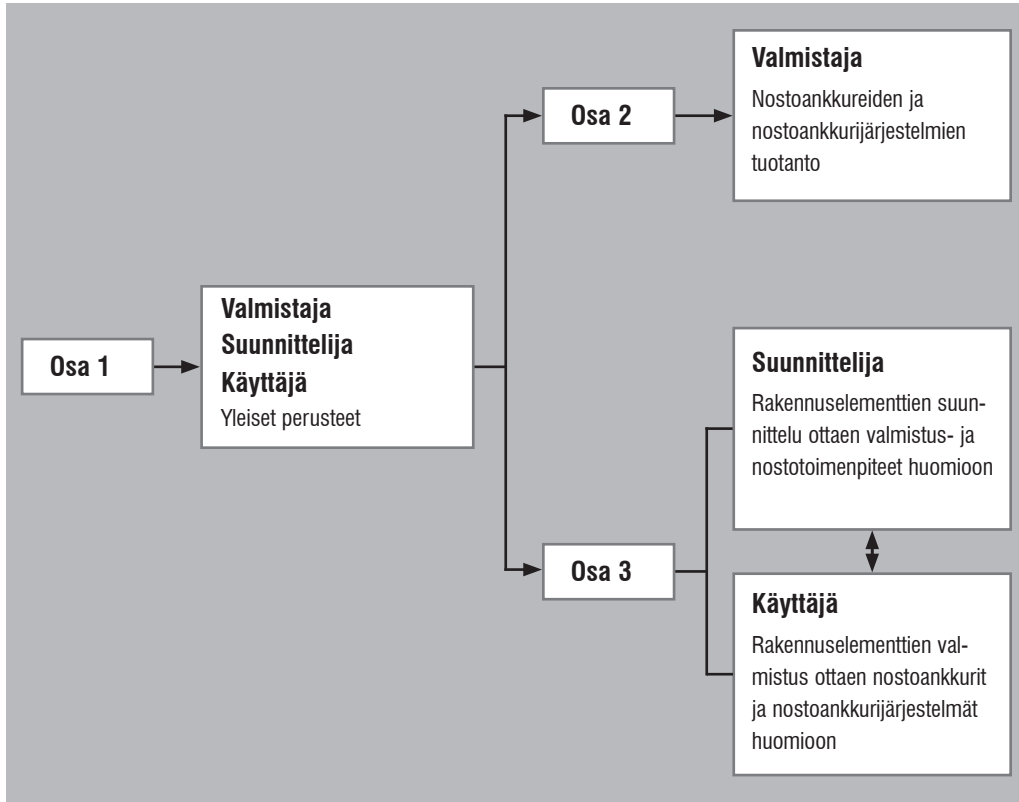 Osa 1
Valmistaja
Suunnittelija
Käyttäjä
Yleiset perusteet
Osa 2
Valmistaja
Nostoankkureiden ja
nostoankkurijärjestelmien
tuotanto
Osa 3
Suunnittelija
Rakennuselementtien suun-
nittelu ottaen valmistus- ja
nostotoimenpiteet huomioon
Käyttäjä
Rakennuselementtien val-
mistus ottaen nostoankkurit
ja nostoankkurijärjestelmät
huomioon